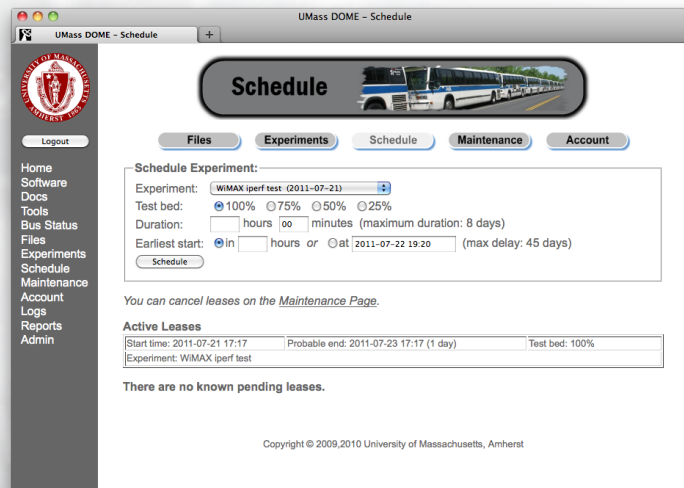 UMass DOME – Schedule
UMass DOME – Schedule
+
UNIVERSITY OF MASSACHUSETTS
AMHERST 1863
Schedule
Logout
Files Experiments Schedule Maintenance Account
Home
Software
Docs
Tools
Bus Status
Files
Experiments
Schedule
Maintenance
Account
Logs
Reports
Admin
Schedule Experiment:
Experiment: WiMAX iperf test (2011-07-21)
Test bed: 100% 75% 50% 25%
Duration: hours 00 minutes (maximum duration: 8 days)
Earliest start: in hours or at 2011-07-22 19:20 (max delay: 45 days)
Schedule
You can cancel leases on the Maintenance Page.
Active Leases
Start time: 2011-07-21 17:17 Probable end: 2011-07-23 17:17 (1 day) Test bed: 100%
Experiment: WiMAX iperf test
There are no known pending leases.
Copyright © 2009,2010 University of Massachusetts, Amherst